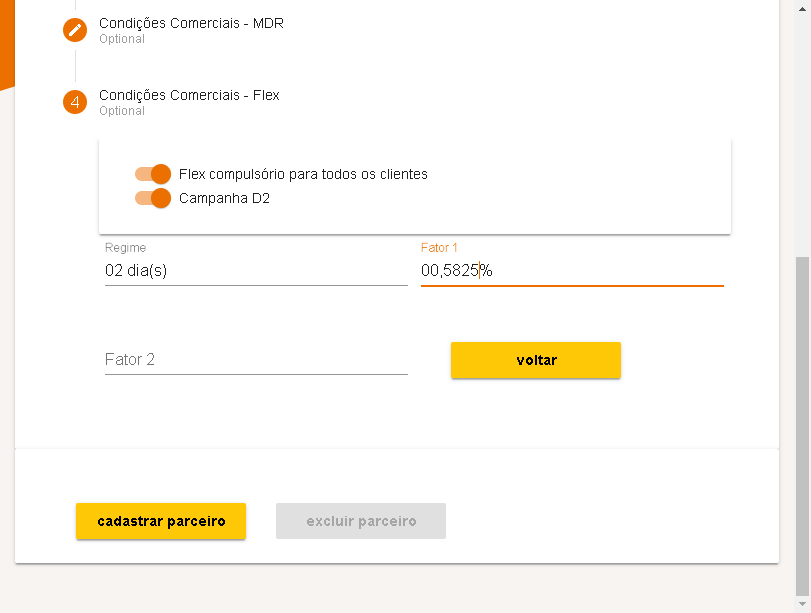 Condições Comerciais - MDR
Optional
4
Condições Comerciais - Flex
Optional
Flex compulsório para todos os clientes
Campanha D2
Regime
Fator 1
02 dia(s)
00,5825%
Fator 2
voltar
cadastrar parceiro
excluir parceiro